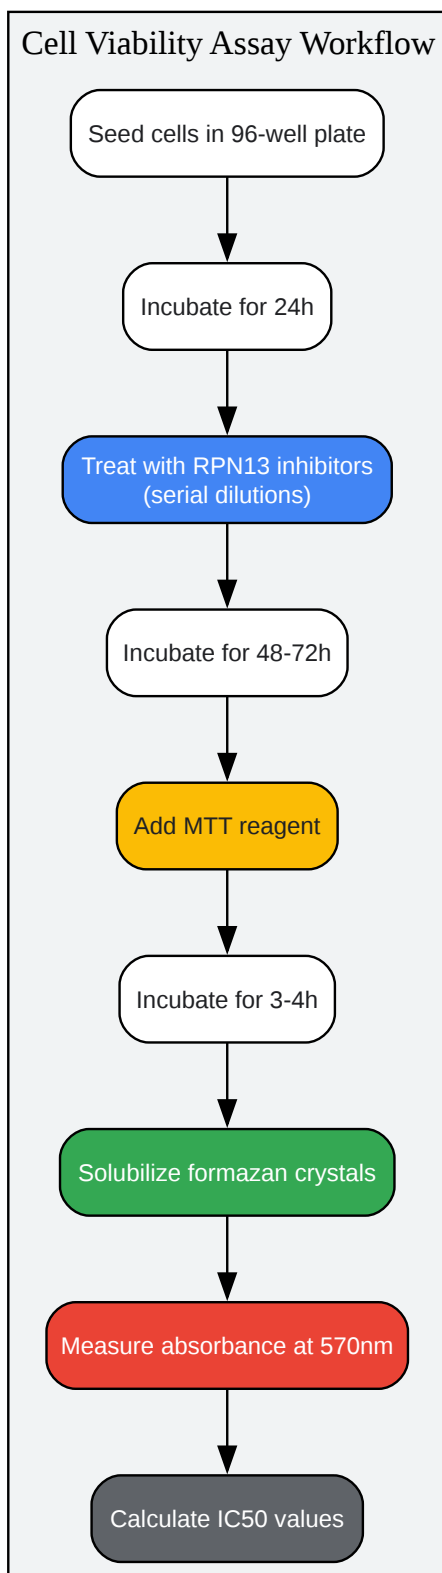 Cell Viability Assay Workflow
Seed cells in 96-well plate
Incubate for 24h
Treat with RPN13 inhibitors
(serial dilutions)
Incubate for 48-72h
Add MTT reagent
Incubate for 3-4h
Solubilize formazan crystals
Measure absorbance at 570nm
Calculate IC50 values